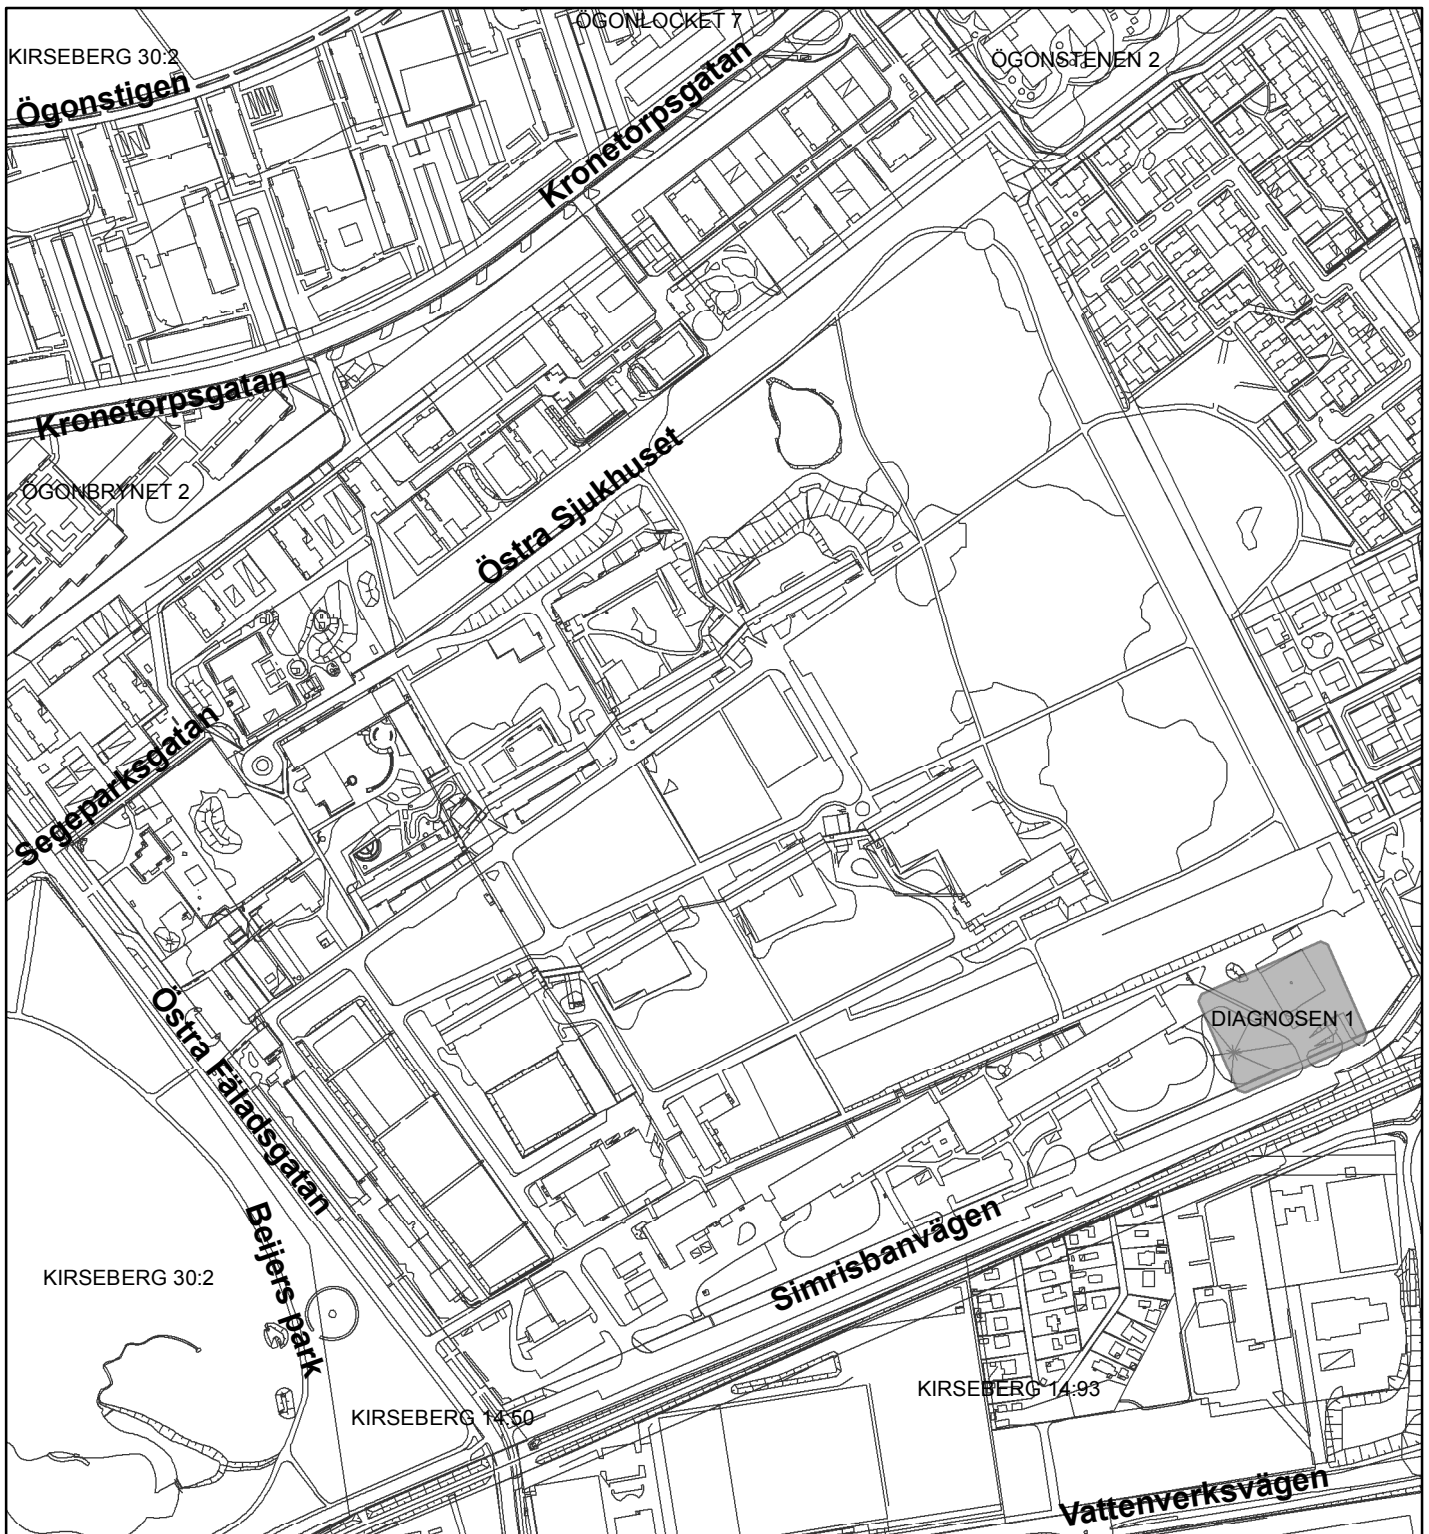 ÖGONLOCKET 7
KIRSEBERG 30:2
ÖGONSTENEN 2
Ögonstigen
Kronetorpsgatan
Kronetorpsgatan
ÖGONBRYNET 2
Östra Sjukhuset
Segeparksgatan
DIAGNOSEN 1
Östra Fäladsgatan
Beijers park
Simrisbanvägen
KIRSEBERG 30:2
KIRSEBERG 14:93
KIRSEBERG 14:50
Vattenverksvägen